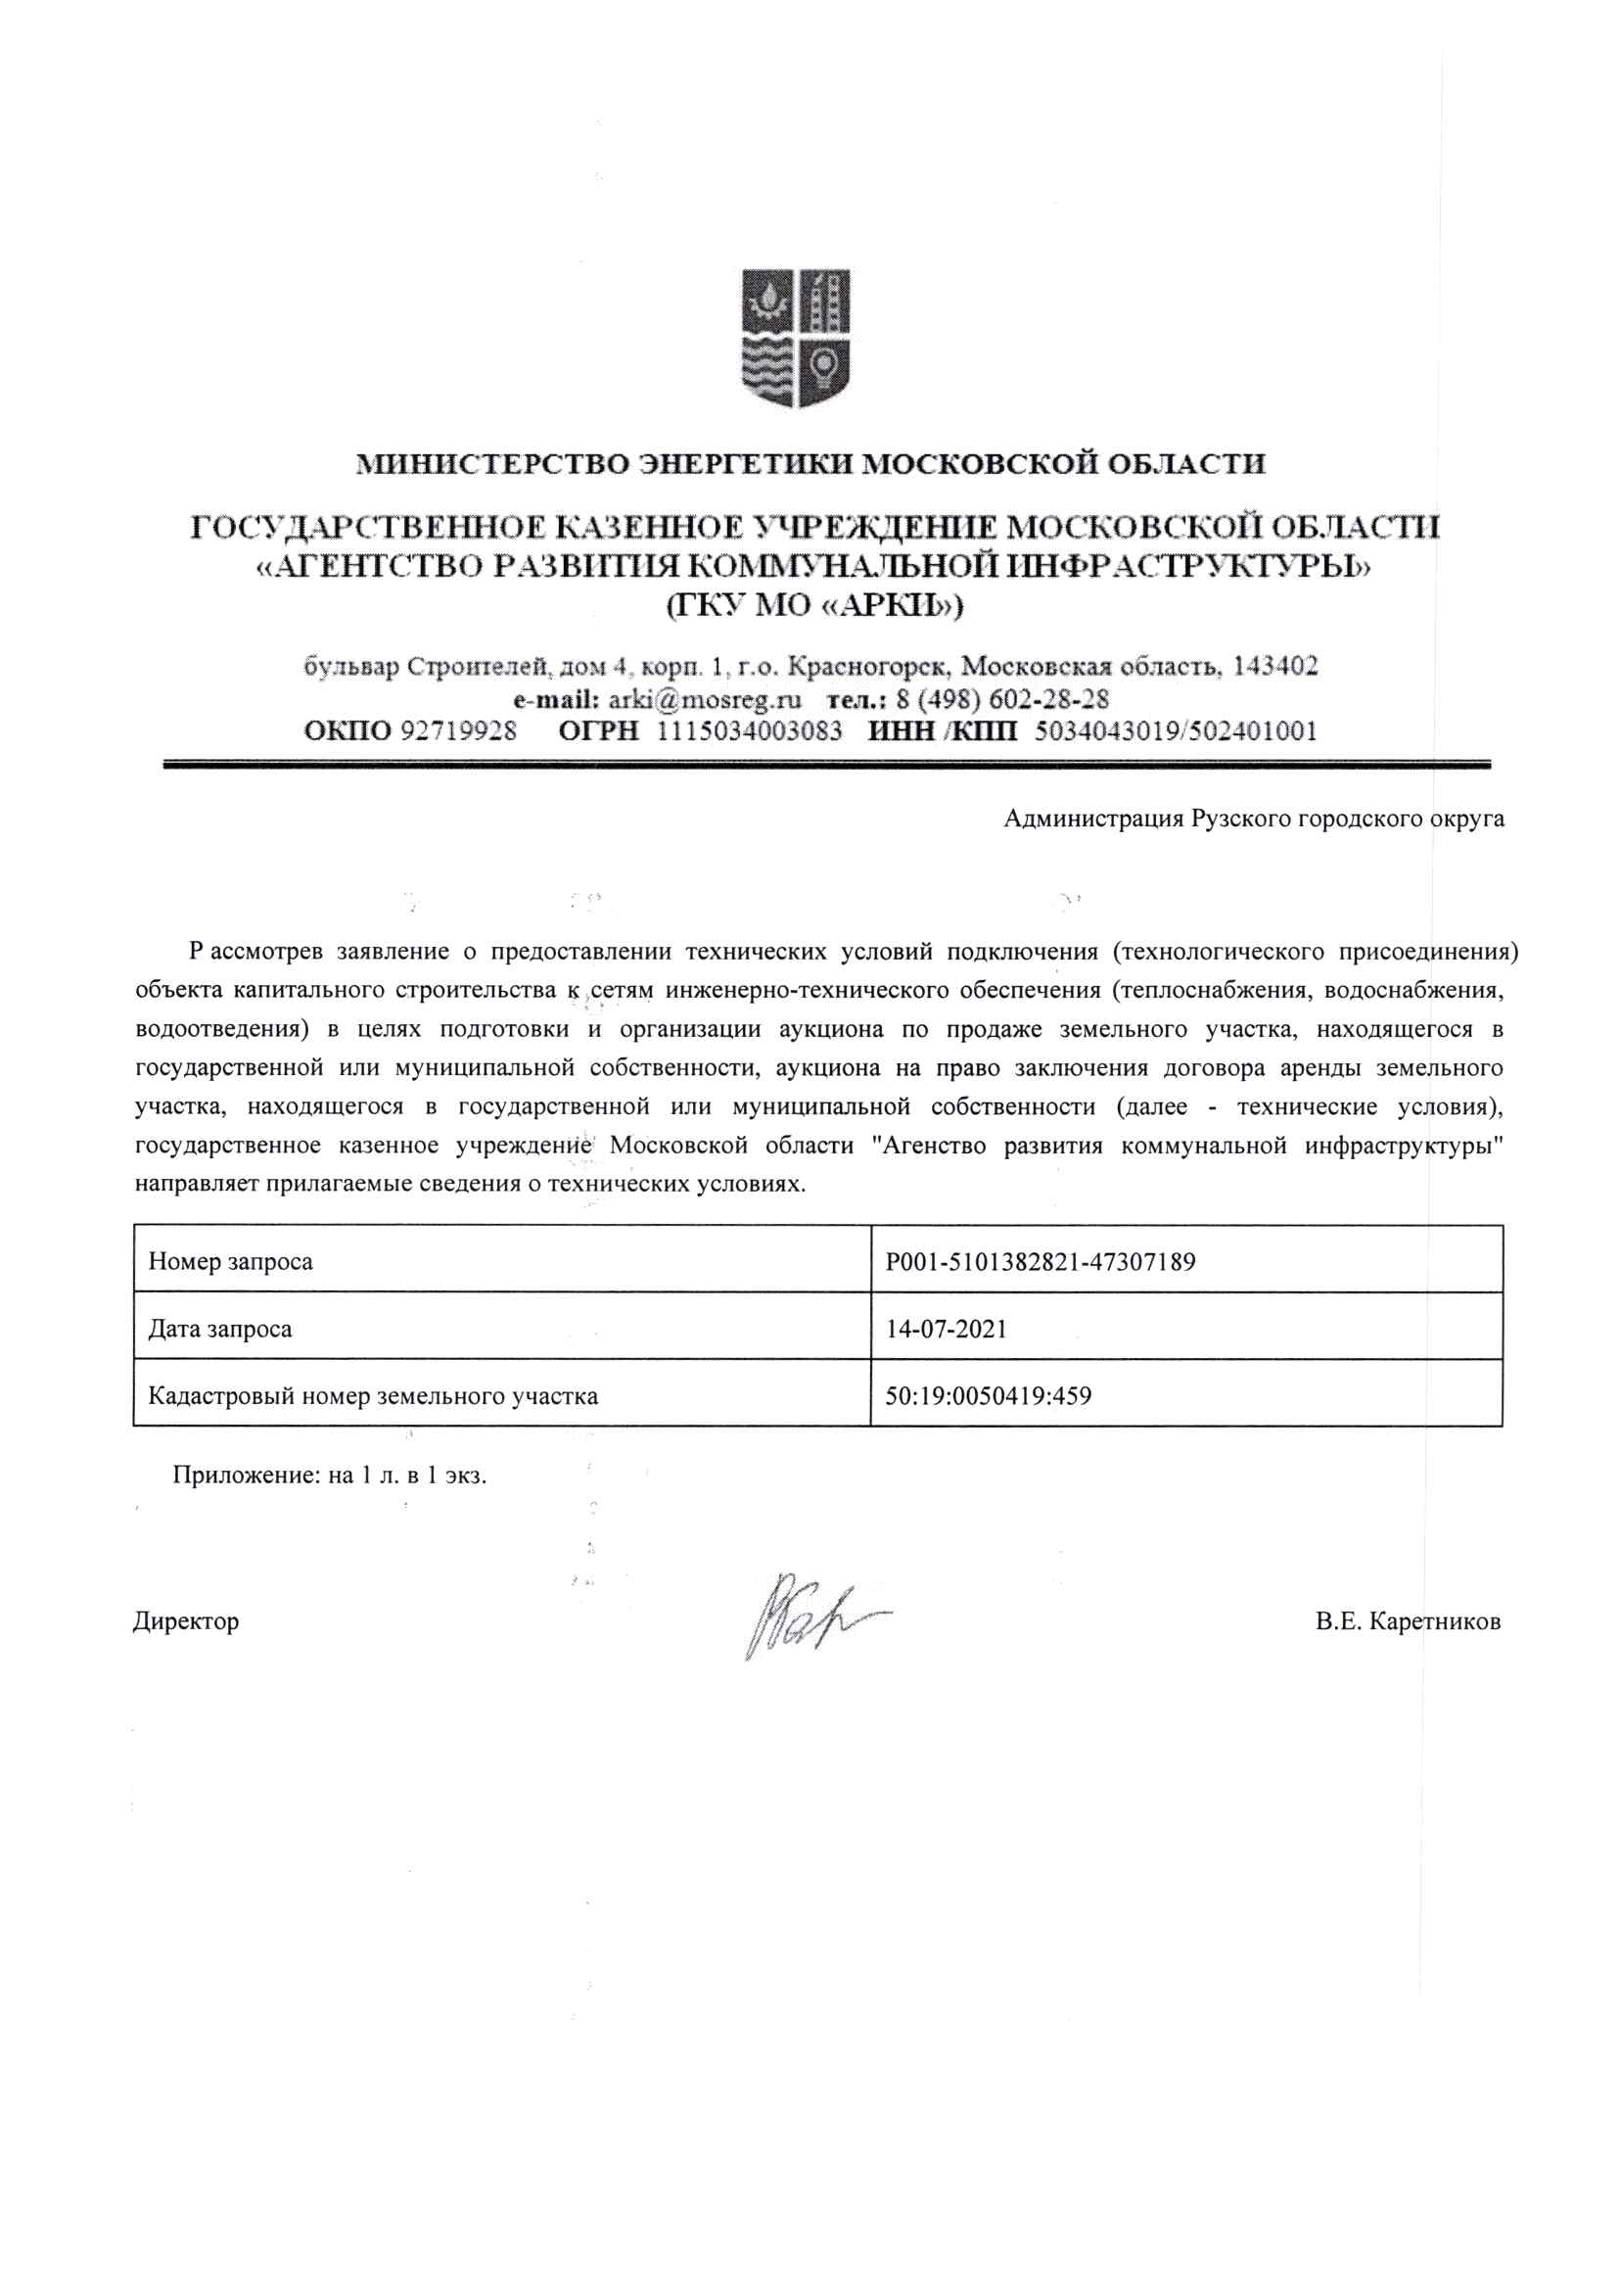 МИНИСТЕРСТВО ЭНЕРГЕТИКИ МОСКОВСКОЙ ОБЛАСТИ
ГОСУДАРСТВЕННОЕ КАЗЕННОЕ УЧРЕЖДЕНИЕ МОСКОВСКОЙ ОБЛАСТИ
«АГЕНТСТВО РАЗВИТИЯ КОММУНАЛЬНОЙ ИНФРАСТРУКТУРЫ»
(ГКУ МО «АРКИ»)
бульвар Строителей, дом 4, корп. 1, г.о. Красногорск, Московская область, 143402
e-mail: arki@mosreg.ru тел.: 8 (498) 602-28-28
ОКПО 92719928 ОГРН 1115034003083 ИНН /КПП 5034043019/502401001
Администрация Рузского городского округа
Р ассмотрев заявление о предоставлении технических условий подключения (технологического присоединения)
объекта капитального строительства к сетям инженерно-технического обеспечения (теплоснабжения, водоснабжения,
водоотведения) в целях подготовки и организации аукциона по продаже земельного участка, находящегося в
государственной или муниципальной собственности, аукциона на право заключения договора аренды земельного
участка, находящегося в государственной или муниципальной собственности (далее - технические условия),
государственное казенное учреждение Московской области "Агенство развития коммунальной инфраструктуры"
направляет прилагаемые сведения о технических условиях.
Номер запроса P001-5101382821-47307189
Дата запроса 14-07-2021
Кадастровый номер земельного участка 50:19:0050419:459
Приложение: на 1 л. в 1 экз.
Директор В.Е. Каретников